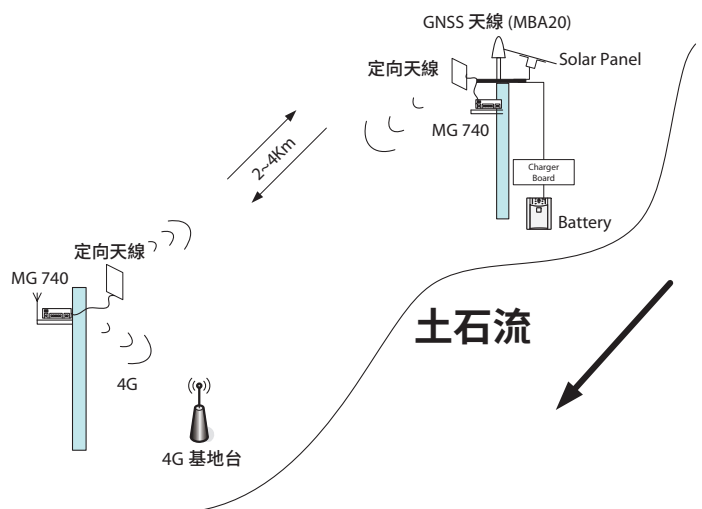 GNSS 天線 (MBA20)
Solar Panel
定向天線
MG 740
2~4Km
Charger
Board
Battery
定向天線
MG 740
土石流
4G
4G 基地台